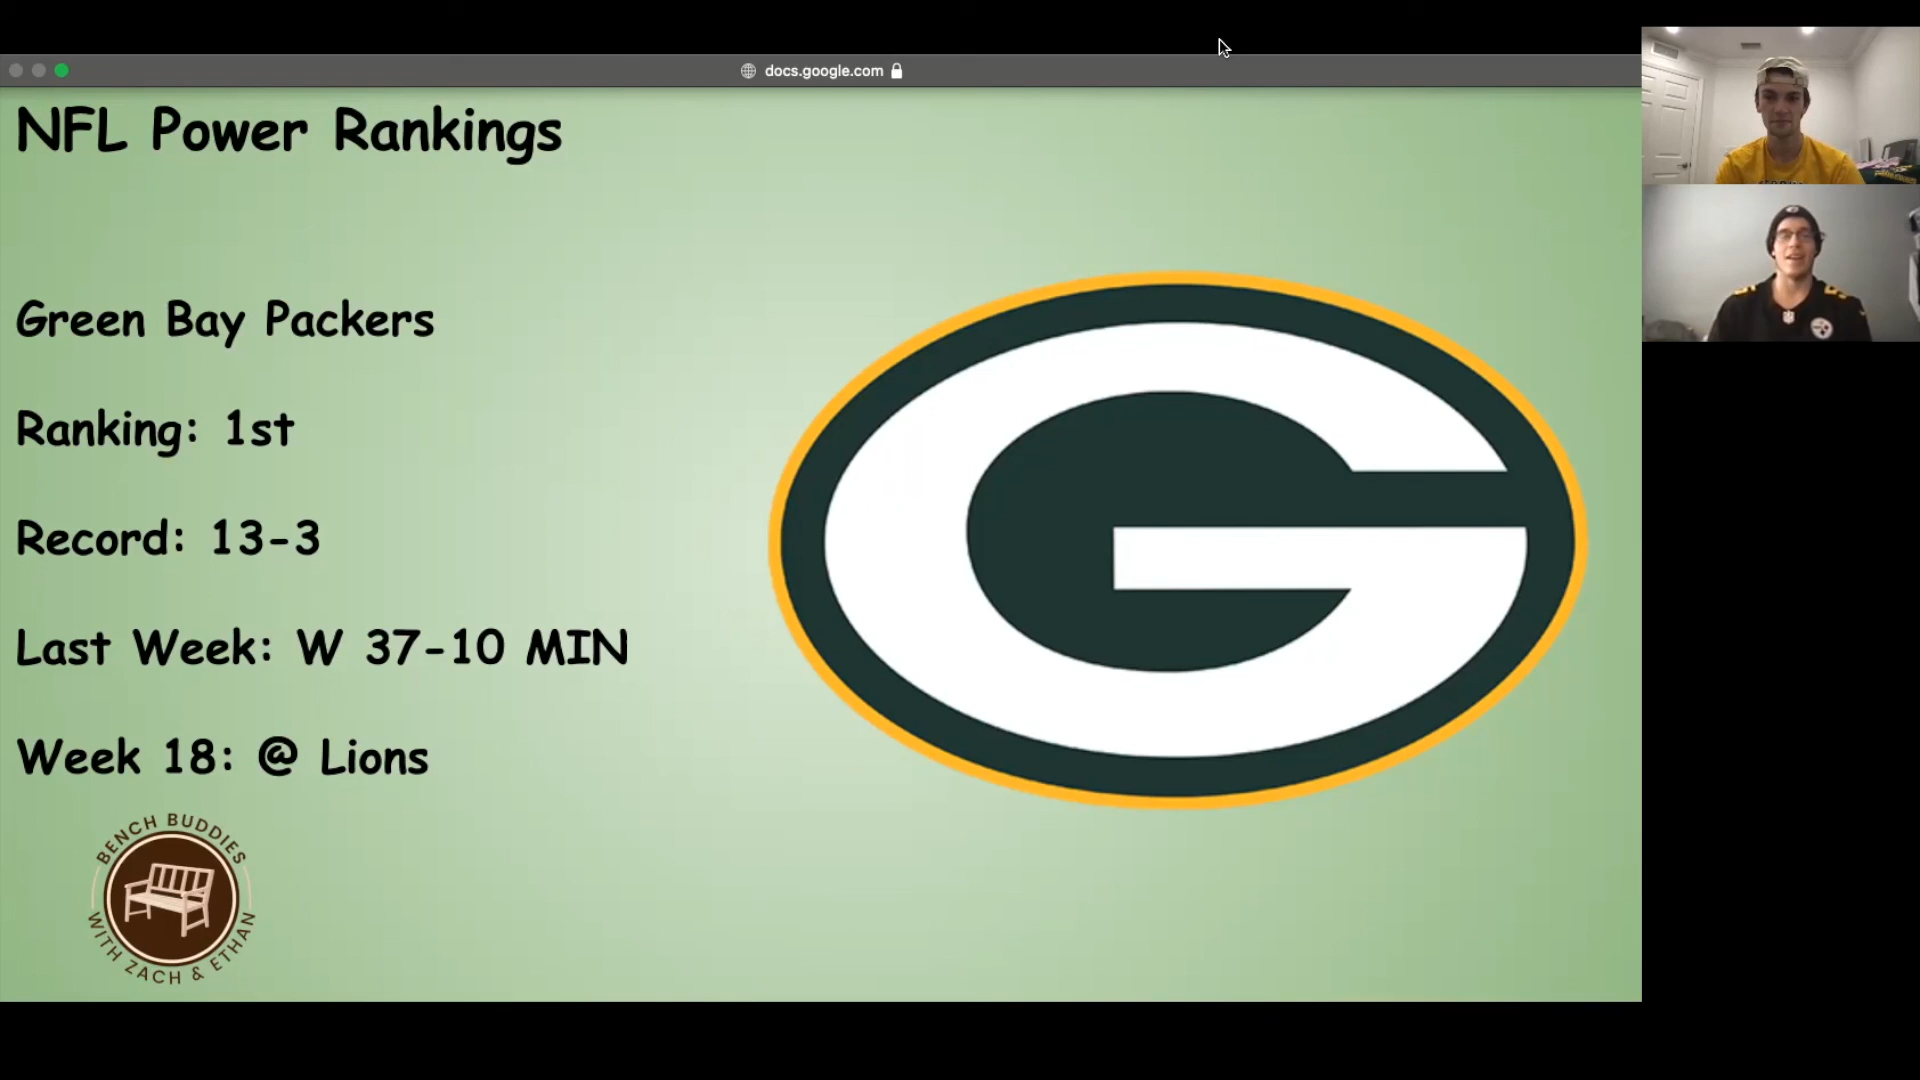 docs.google.com
NFL Power Rankings
Green Bay Packers
Ranking: 1st
Record: 13-3
Last Week: W 37-10 MIN
Week 18: @ Lions
BENCH BUDDIES
WITH ZACH & ETHAN
G